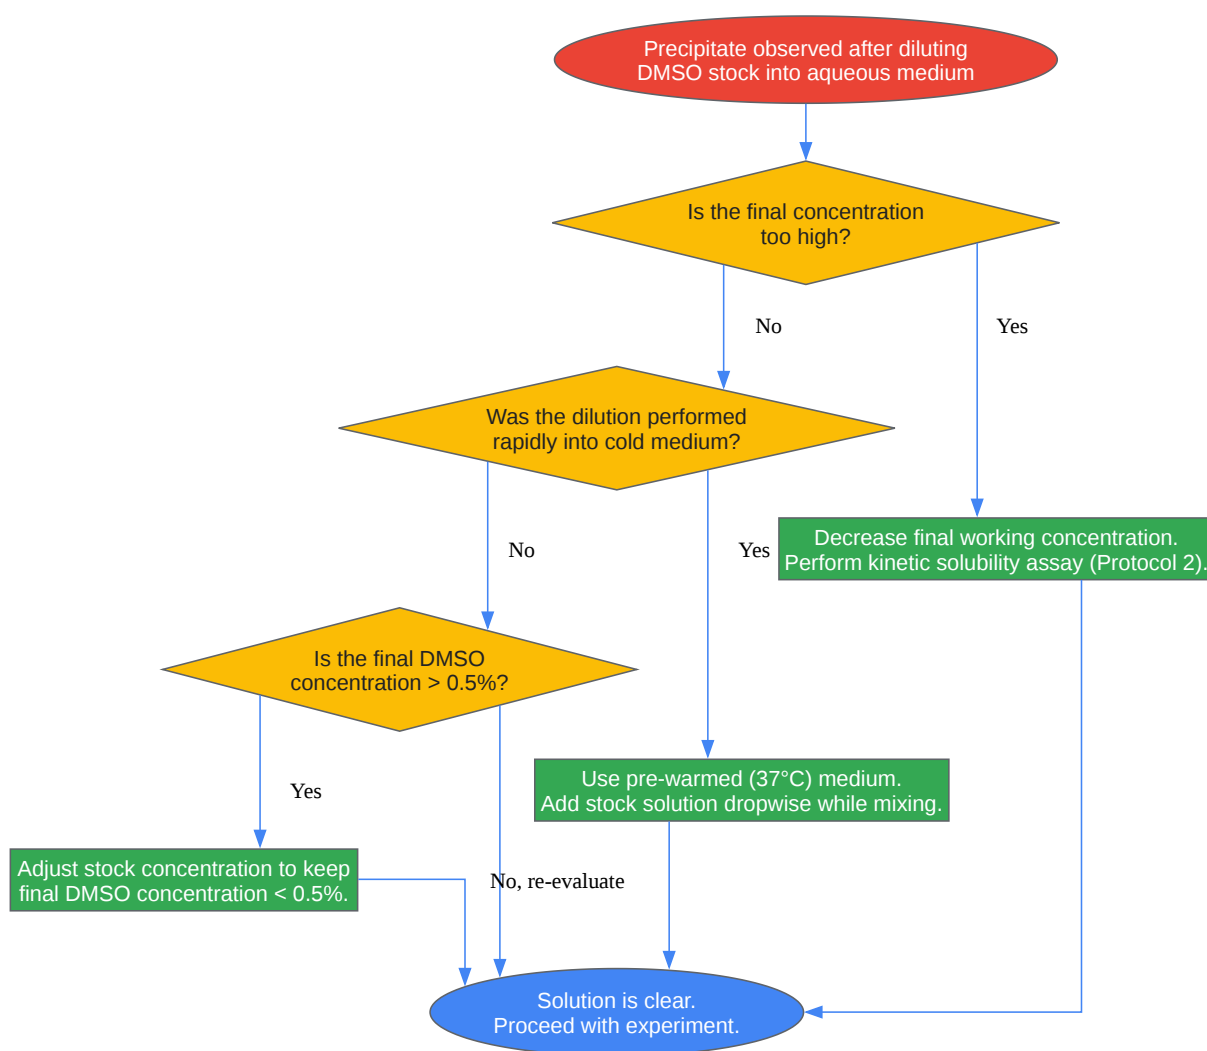 Precipitate observed after diluting
DMSO stock into aqueous medium
Is the final concentration
too high?
No
Yes
Was the dilution performed
rapidly into cold medium?
No
Yes
Decrease final working concentration.
Perform kinetic solubility assay (Protocol 2).
Is the final DMSO
concentration > 0.5%?
Yes
Use pre-warmed (37°C) medium.
Add stock solution dropwise while mixing.
Adjust stock concentration to keep
final DMSO concentration < 0.5%.
No, re-evaluate
Solution is clear.
Proceed with experiment.